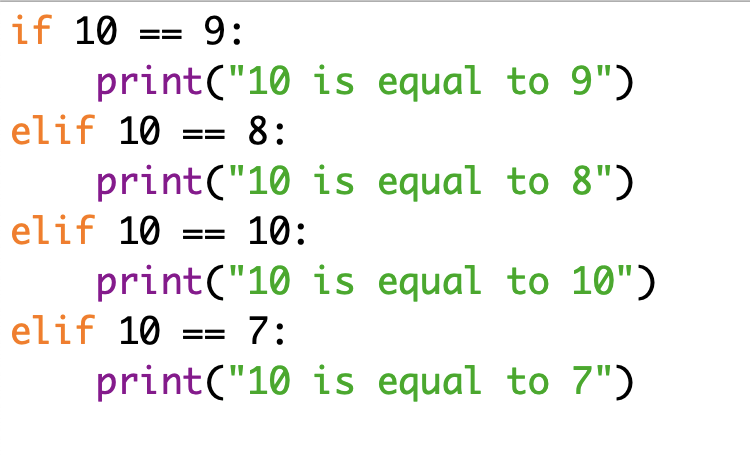 if 10 == 9:
    print("10 is equal to 9")
elif 10 == 8:
    print("10 is equal to 8")
elif 10 == 10:
    print("10 is equal to 10")
elif 10 == 7:
    print("10 is equal to 7")